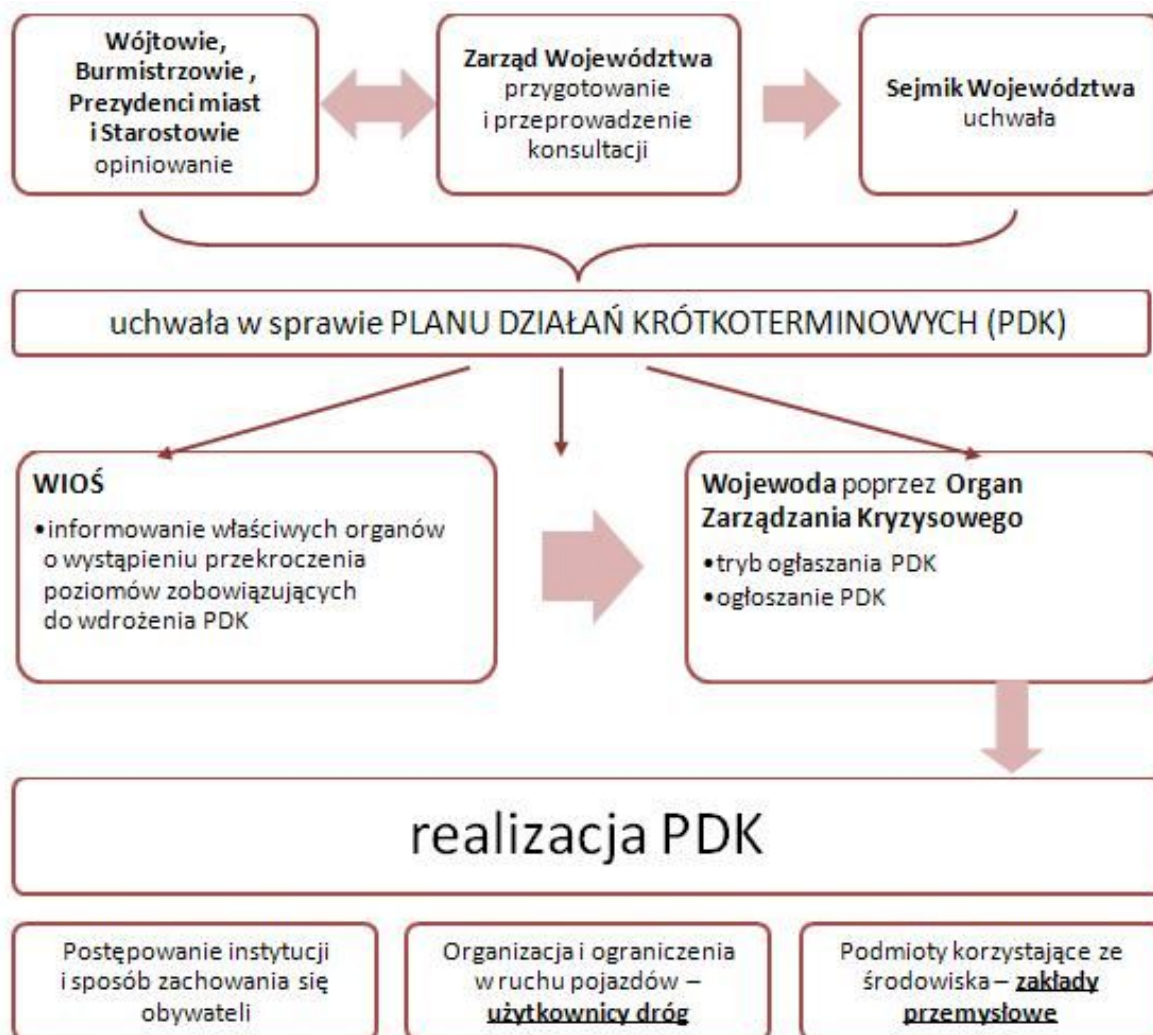 Wójtowie,
Burmistrzowie ,
Prezydenci miast
i Starostowie
opiniowanie
Zarząd Województwa
przygotowanie
i przeprowadzenie
konsultacji
Sejmik Województwa
uchwała
uchwała w sprawie PLANU DZIAŁAŃ KRÓTKOTERMINOWYCH (PDK)
WIOŚ
•informowanie właściwych organów
o wystąpieniu przekroczenia
poziomów zobowiązujących
do wdrożenia PDK
Wojewoda poprzez Organ
Zarządzania Kryzysowego
•tryb ogłaszania PDK
•ogłoszanie PDK
realizacja PDK
Postępowanie instytucji
i sposób zachowania się
obywateli
Organizacja i ograniczenia
w ruchu pojazdów –
użytkownicy dróg
Podmioty korzystające ze
środowiska – zakłady
przemysłowe